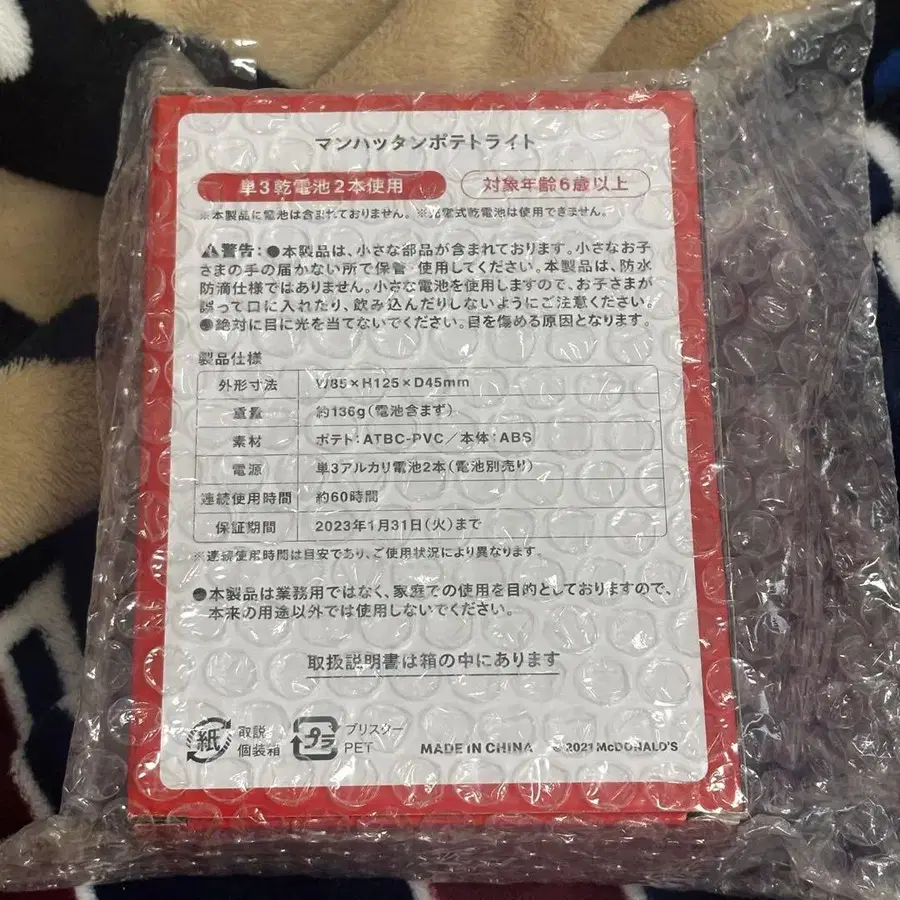 マンハッタンポテトライト
単3乾電池2本使用 対象年齢6歳以上
※本製品に電池は含まれておりません。※充電式乾電池は使用できません。
警告:●本製品は、小さな部品が含まれております。小さなお子
さまの手の届かない所で保管・使用してください。本製品は、防水
防滴仕様ではありません。小さな電池を使用しますので、お子さまが
誤って口に入れたり、飲み込んだりしないようにご注意ください。
●絶対に目に光を当てないでください。目を傷める原因となります。
製品仕様
外形寸法 W85×H125×D45mm
重量 約136g(電池含まず)
素材 ポテト:ATBC-PVC/本体:ABS
電源 単3アルカリ電池2本(電池別売り)
連続使用時間 約60時間
保証期間 2023年1月31日(火)まで
※連続使用時間は目安であり、ご使用状況により異なります。
●本製品は業務用ではなく、家庭での使用を目的としておりますので、
本来の用途以外では使用しないでください。
取扱説明書は箱の中にあります
紙 取説 プラ ブリスター
個装箱 PET MADE IN CHINA © 2021 McDONALD'S